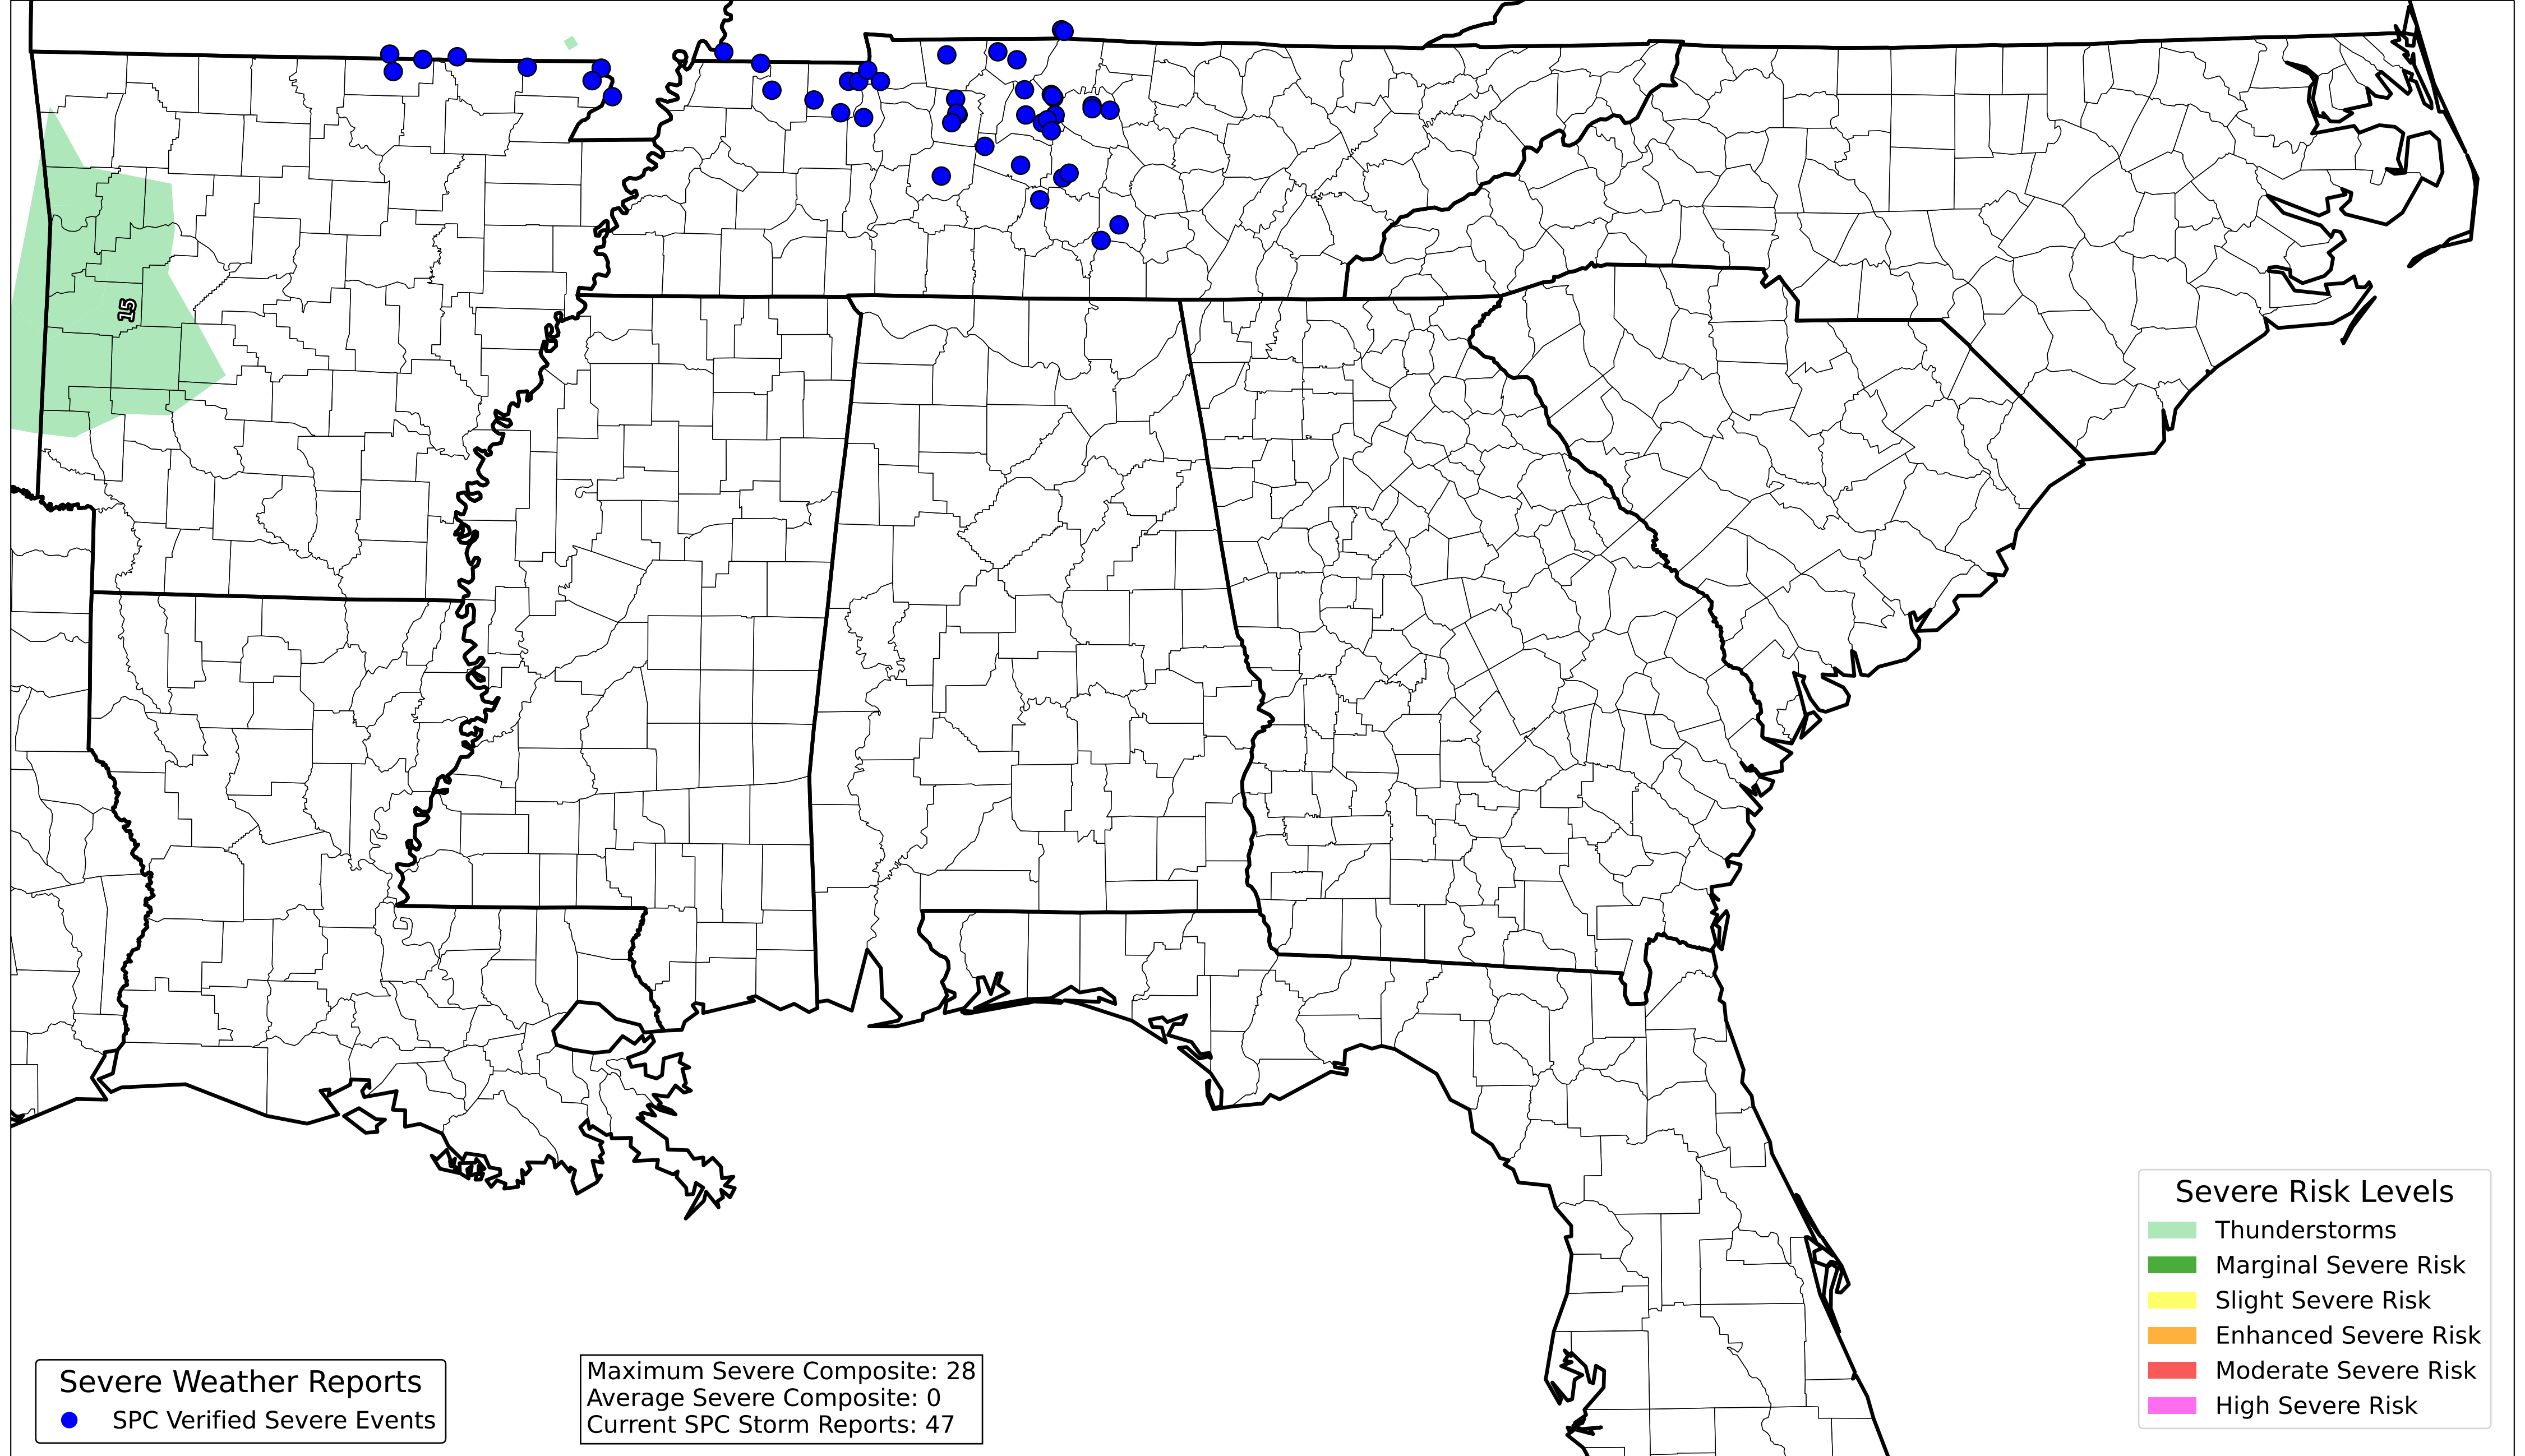 15
Severe Weather Reports
SPC Verified Severe Events
Maximum Severe Composite: 28
Average Severe Composite: 0
Current SPC Storm Reports: 47
Severe Risk Levels
Thunderstorms
Marginal Severe Risk
Slight Severe Risk
Enhanced Severe Risk
Moderate Severe Risk
High Severe Risk